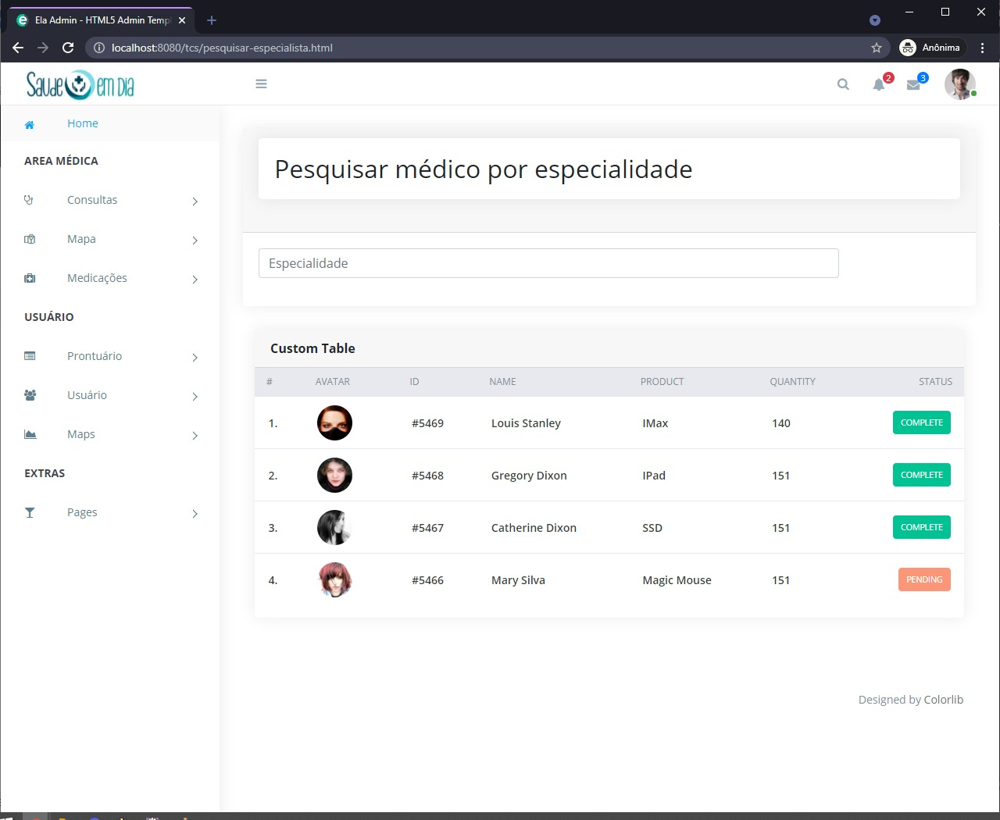 Ela Admin - HTML5 Admin Templ
localhost:8080/tcs/pesquisar-especialista.html
Anônima
Saude em Dia
2
3
Home
AREA MÉDICA
Consultas
Mapa
Medicações
USUÁRIO
Prontuário
Usuário
Maps
EXTRAS
Pages
Pesquisar médico por especialidade
Especialidade
Custom Table
# AVATAR ID NAME PRODUCT QUANTITY STATUS
1. #5469 Louis Stanley IMax 140 COMPLETE
2. #5468 Gregory Dixon IPad 151 COMPLETE
3. #5467 Catherine Dixon SSD 151 COMPLETE
4. #5466 Mary Silva Magic Mouse 151 PENDING
Designed by Colorlib